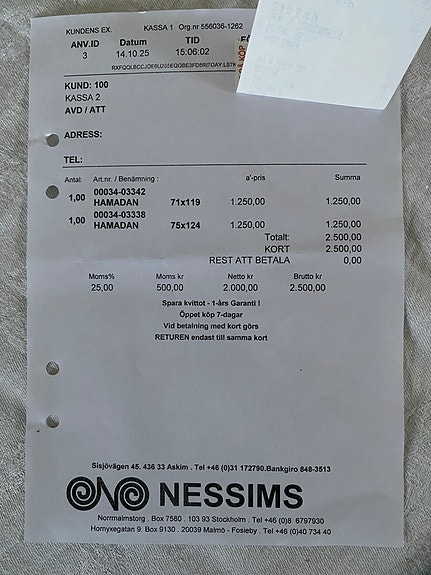 KUNDENS EX. KASSA 1 Org.nr 556036-1262
ANV.ID Datum TID
3 14.10.25 15:06:02
KUND: 100
KASSA 2
AVD / ATT
ADRESS:
TEL:
Antal: Art.nr. / Benämning : a'-pris Summa
00034-03342
1,00 HAMADAN 71x119 1.250,00 1.250,00
00034-03338
1,00 HAMADAN 75x124 1.250,00 1.250,00
Totalt: 2.500,00
KORT 2.500,00
REST ATT BETALA 0,00
Moms% Moms kr Netto kr Brutto kr
25,00 500,00 2.000,00 2.500,00
Spara kvittot - 1-års Garanti !
Öppet köp 7-dagar
Vid betalning med kort görs
RETUREN endast till samma kort
Sisjövägen 45. 436 33 Askim . Tel +46 (0)31 172790.Bankgiro 848-3513
NESSIMS
Norrmalmstorg . Box 7580 . 103 93 Stockholm . Tel +46 (0)8 6797930
Hornyxegatan 9. Box 9130 . 20039 Malmö - Fosieby . Tel +46 (0)40 734 40